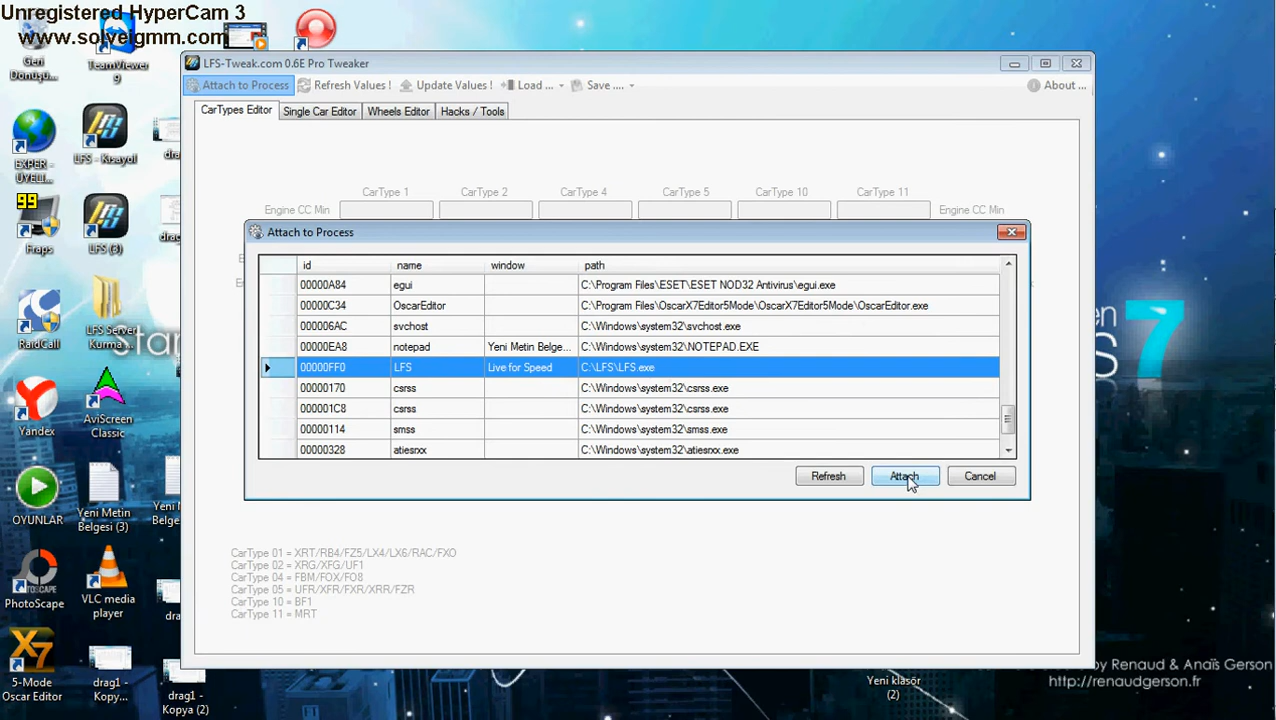 Unregistered HyperCam 3
www.solveigmm.com
Geri
Dönüşü...
TeamViewer
9
LFS-Tweak.com 0.6E Pro Tweaker
Attach to Process
Refresh Values !
Update Values !
Load ...
Save ....
About ...
CarTypes Editor
Single Car Editor
Wheels Editor
Hacks / Tools
EXPER -
ÜYELİ...
LFS - Kısayol
CarType 1
CarType 2
CarType 4
CarType 5
CarType 10
CarType 11
Engine CC Min
Engine CC Min
99
Fraps
LFS (3)
Attach to Process
id name window path
00000A84 egui C:\Program Files\ESET\ESET NOD32 Antivirus\egui.exe
00000C34 OscarEditor C:\Program Files\OscarX7Editor5Mode\OscarX7Editor5Mode\OscarEditor.exe
000006AC svchost C:\Windows\system32\svchost.exe
00000EA8 notepad Yeni Metin Belge... C:\Windows\system32\NOTEPAD.EXE
00000FF0 LFS Live for Speed C:\LFS\LFS.exe
00000170 csrss C:\Windows\system32\csrss.exe
000001C8 csrss C:\Windows\system32\csrss.exe
00000114 smss C:\Windows\system32\smss.exe
00000328 atiesrxx C:\Windows\system32\atiesrxx.exe
Refresh
Attach
Cancel
RaidCall
LFS Server
Kurma ...
Yandex
AviScreen
Classic
OYUNLAR
Yeni Metin
Belgesi (3)
CarType 01 = XRT/RB4/FZ5/LX4/LX6/RAC/FXO
CarType 02 = XRG/XFG/UF1
CarType 04 = FBM/FOX/FO8
CarType 05 = UFR/XFR/FXR/XRR/FZR
CarType 10 = BF1
CarType 11 = MRT
PhotoScape
VLC media
player
X7
5-Mode
Oscar Editor
drag1 -
Kopy...
drag1 -
Kopya (2)
Yeni klasör
(2)
7
by Renaud & Anaïs Gerson
http://renaudgerson.fr